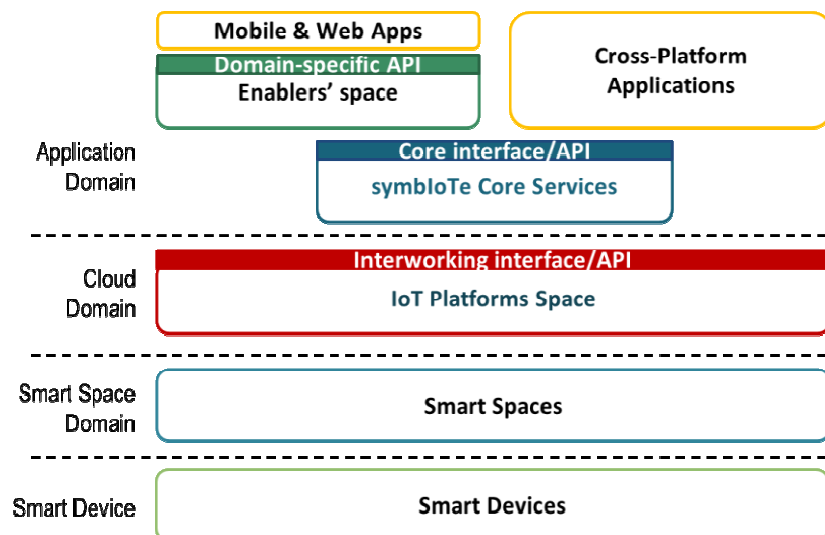 Mobile & Web Apps
Domain-specific API
Enablers’ space
Cross-Platform
Applications
Application
Domain
Core interface/API
symbIoTe Core Services
Interworking interface/API
Cloud
Domain
IoT Platforms Space
Smart Space
Domain
Smart Spaces
Smart Device
Smart Devices